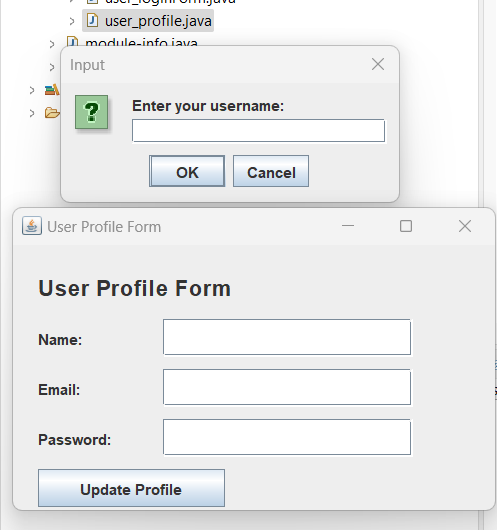 user_loginForm.java
user_profile.java
module-info.java
Input
Enter your username:
OK Cancel
User Profile Form
User Profile Form
Name:
Email:
Password:
Update Profile